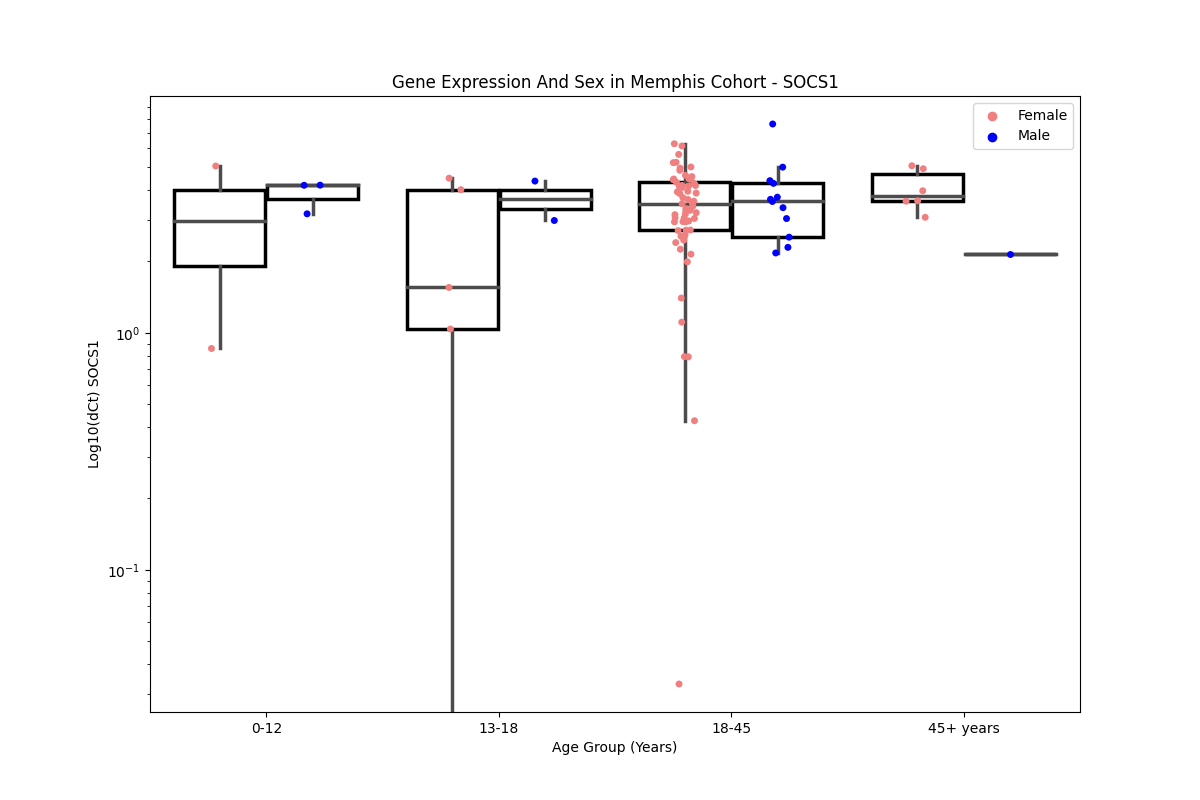 Gene Expression And Sex in Memphis Cohort - SOCS1
Female
Male
Log10(dCt) SOCS1
10⁰
10⁻¹
0-12
13-18
18-45
45+ years
Age Group (Years)